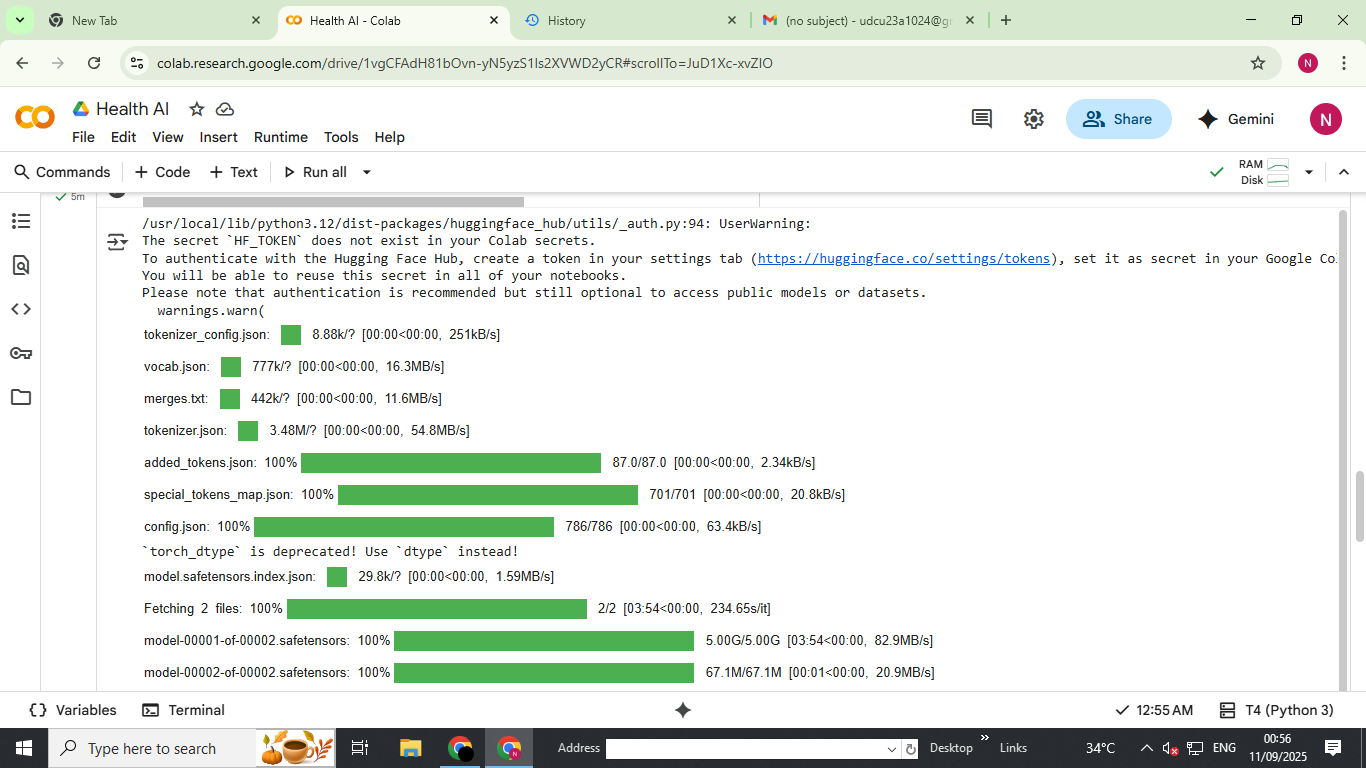 New Tab
Health AI - Colab
History
(no subject) - udcu23a1024@g
colab.research.google.com/drive/1vgCFAdH81bOvn-yN5yzS1Is2XVWD2yCR#scrollTo=JuD1Xc-xvZIO
N
Health AI
File Edit View Insert Runtime Tools Help
Share
Gemini
N
Commands + Code + Text Run all
RAM
Disk
5m
/usr/local/lib/python3.12/dist-packages/huggingface_hub/utils/_auth.py:94: UserWarning:
The secret `HF_TOKEN` does not exist in your Colab secrets.
To authenticate with the Hugging Face Hub, create a token in your settings tab (https://huggingface.co/settings/tokens), set it as secret in your Google Co
You will be able to reuse this secret in all of your notebooks.
Please note that authentication is recommended but still optional to access public models or datasets.
warnings.warn(
tokenizer_config.json: 8.88k/? [00:00<00:00, 251kB/s]
vocab.json: 777k/? [00:00<00:00, 16.3MB/s]
merges.txt: 442k/? [00:00<00:00, 11.6MB/s]
tokenizer.json: 3.48M/? [00:00<00:00, 54.8MB/s]
added_tokens.json: 100% 87.0/87.0 [00:00<00:00, 2.34kB/s]
special_tokens_map.json: 100% 701/701 [00:00<00:00, 20.8kB/s]
config.json: 100% 786/786 [00:00<00:00, 63.4kB/s]
`torch_dtype` is deprecated! Use `dtype` instead!
model.safetensors.index.json: 29.8k/? [00:00<00:00, 1.59MB/s]
Fetching 2 files: 100% 2/2 [03:54<00:00, 234.65s/it]
model-00001-of-00002.safetensors: 100% 5.00G/5.00G [03:54<00:00, 82.9MB/s]
model-00002-of-00002.safetensors: 100% 67.1M/67.1M [00:01<00:00, 20.9MB/s]
Variables Terminal
12:55 AM T4 (Python 3)
Type here to search
Address
Desktop
Links
34°C
ENG
00:56
11/09/2025